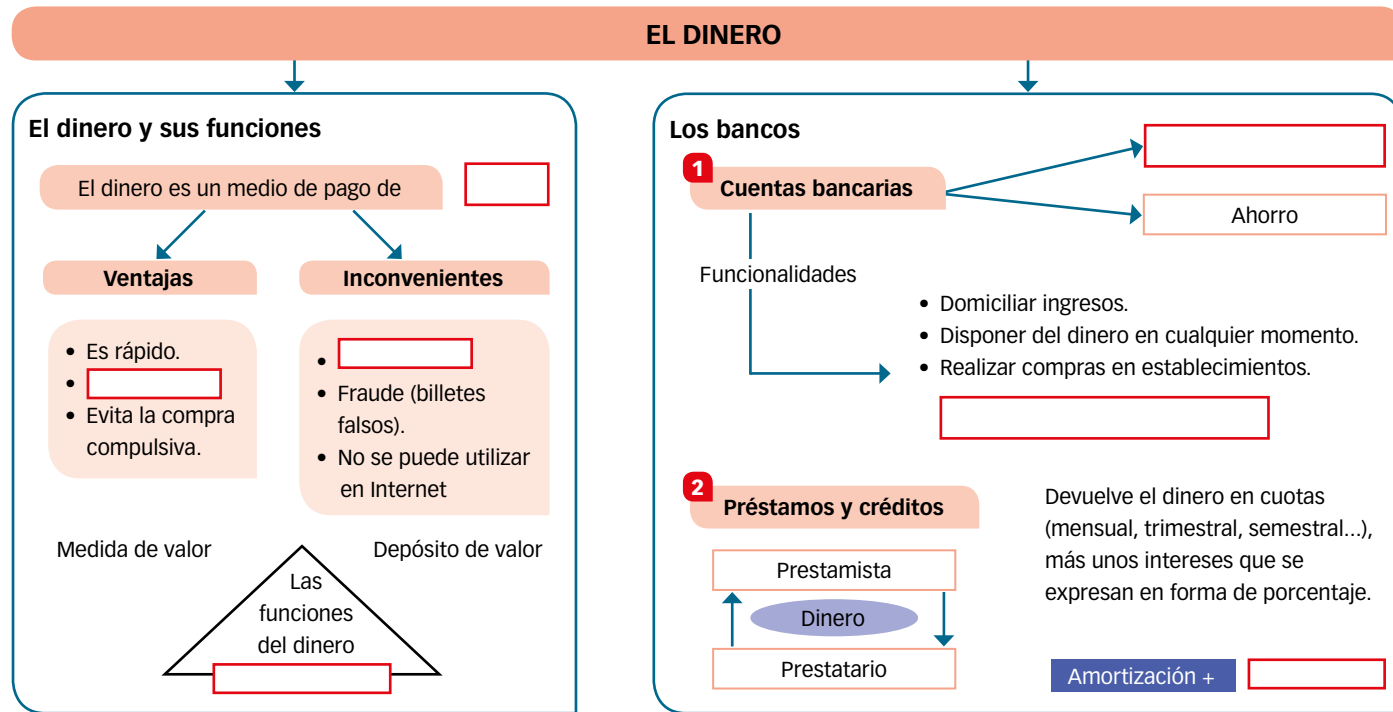 EL DINERO
El dinero y sus funciones
El dinero es un medio de pago de
Ventajas
• Es rápido.
•
• Evita la compra
compulsiva.
Inconvenientes
•
• Fraude (billetes
falsos).
• No se puede utilizar
en Internet
Medida de valor
Depósito de valor
Las
funciones
del dinero
Los bancos
1
Cuentas bancarias
Ahorro
Funcionalidades
• Domiciliar ingresos.
• Disponer del dinero en cualquier momento.
• Realizar compras en establecimientos.
2
Préstamos y créditos
Prestamista
Dinero
Prestatario
Devuelve el dinero en cuotas
(mensual, trimestral, semestral...),
más unos intereses que se
expresan en forma de porcentaje.
Amortización +